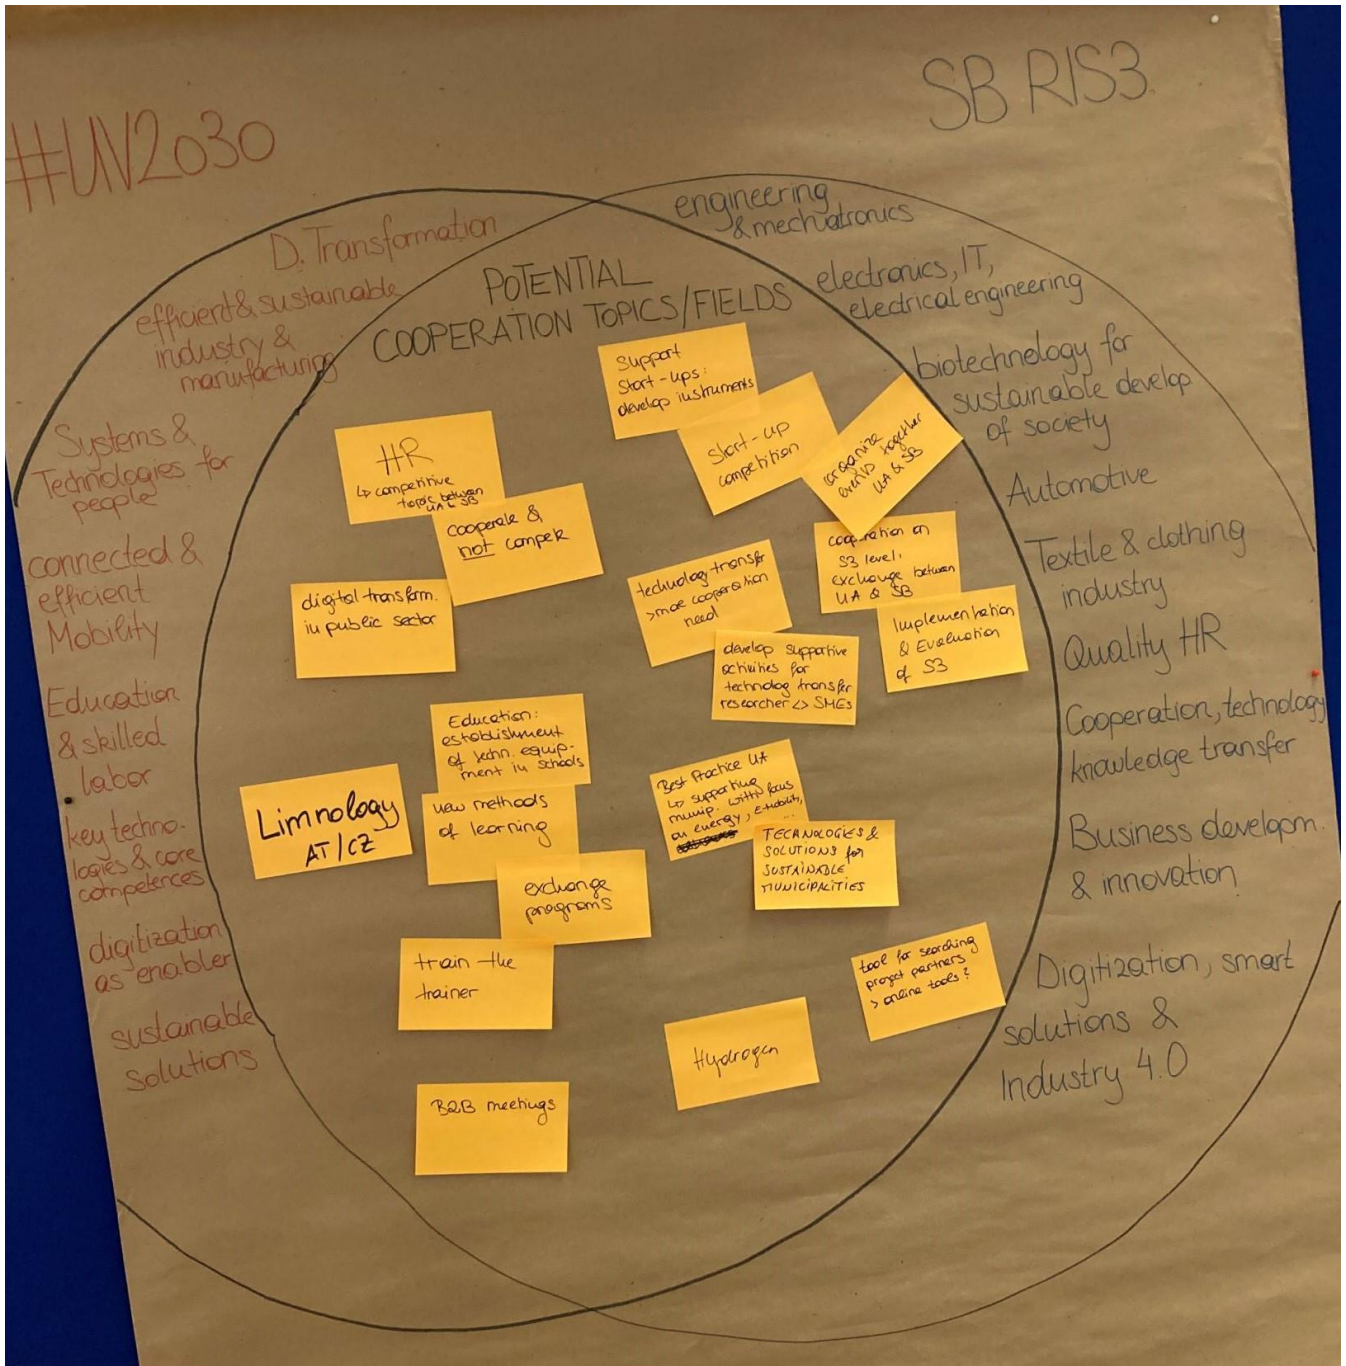 #UV2030
SB RIS3
D. Transformation
efficient & sustainable
industry &
manufacturing
Systems &
Technologies for
people
connected &
efficient
Mobility
Education
& skilled
labor
key techno-
logies & core
competences
digitization
as enabler
sustainable
solutions
POTENTIAL
COOPERATION TOPICS/FIELDS
HR
↳ competitive
topic between
UA & SB
cooperate &
not compete
digital transform.
in public sector
Support
Start-ups:
develop instruments
Start-up
competition
organize
events together
UA & SB
cooperation on
S3 level,
exchange between
UA & SB
Implementation
& Evaluation
of S3
technology transfer
> more cooperation
need
develop supportive
activities for
technolog transfer
researcher <> SMEs
Education:
establishment
of techn. equip-
ment in schools
new methods
of learning
exchange
programs
Limnology
AT/CZ
train the
trainer
B2B meetings
Best Practice UA
↳ supporting
munip. with focus
on energy, E-Mobility,
...
TECHNOLOGIES &
SOLUTIONS for
SUSTAINABLE
MUNICIPALITIES
tool for searching
project partners
> online tools?
Hydrogen
engineering
& mechatronics
electronics, IT,
electrical engineering
biotechnology for
sustainable develop
of society
Automotive
Textile & clothing
industry
Quality HR
Cooperation, technology
knowledge transfer
Business developm.
& innovation
Digitization, smart
solutions &
Industry 4.0